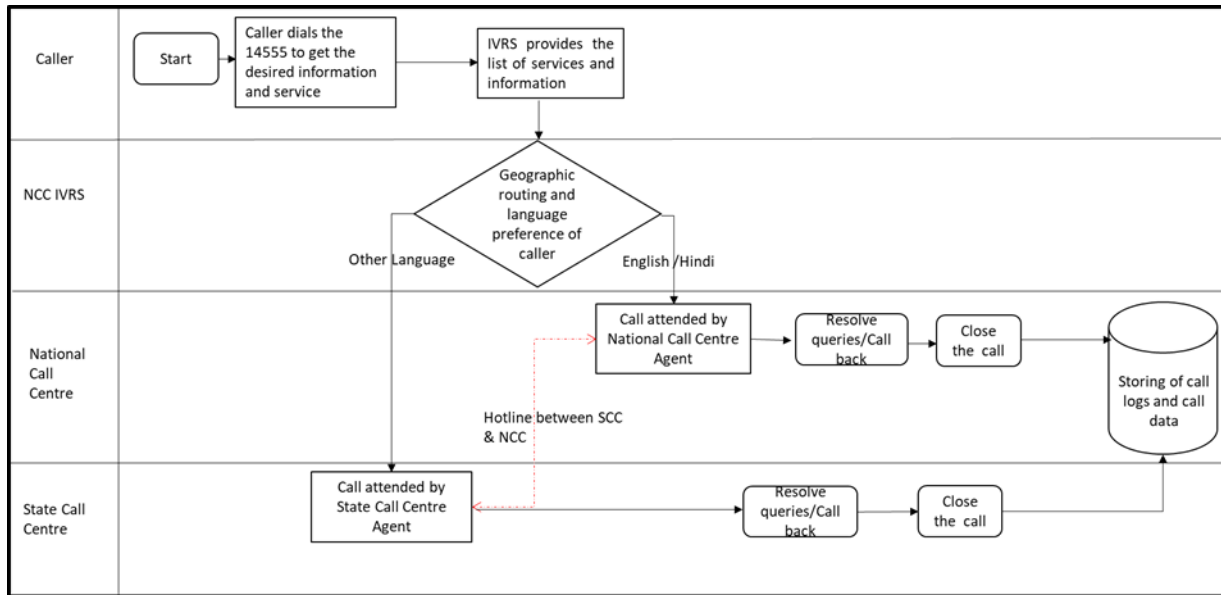 Caller
Start
Caller dials the
14555 to get the
desired information
and service
IVRS provides the
list of services and
information
NCC IVRS
Geographic
routing and
language
preference of
caller
Other Language
English /Hindi
National
Call
Centre
Call attended by
National Call Centre
Agent
Resolve
queries/Call
back
Close
the call
Storing of call
logs and call
data
Hotline between SCC
& NCC
State Call
Centre
Call attended by
State Call Centre
Agent
Resolve
queries/Call
back
Close
the call